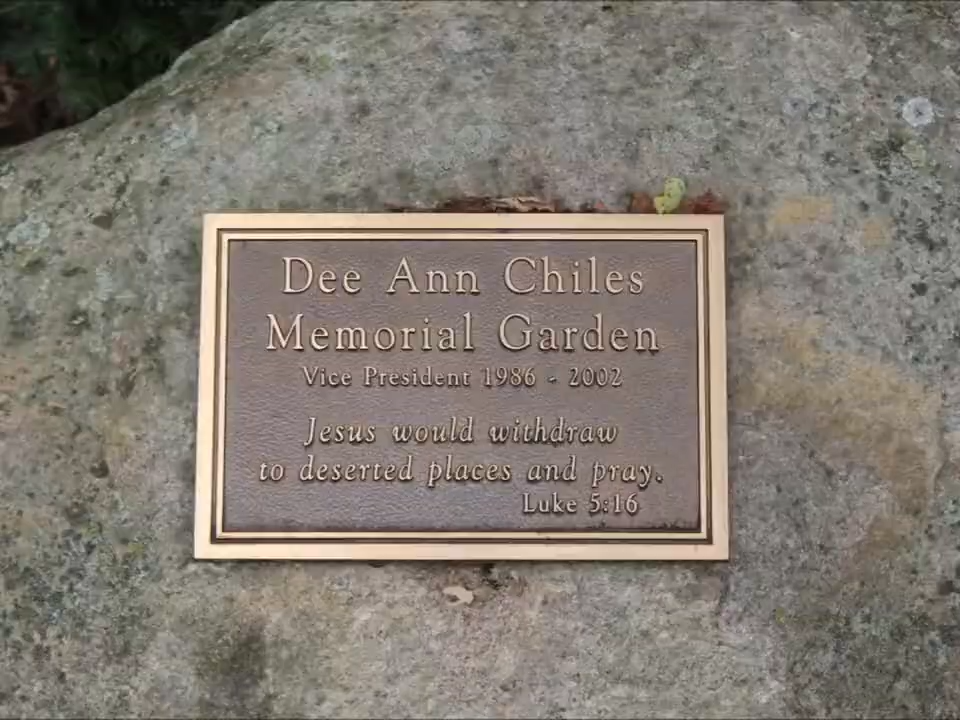 Dee Ann Chiles
Memorial Garden
Vice President 1986 - 2002
Jesus would withdraw
to deserted places and pray.
Luke 5:16